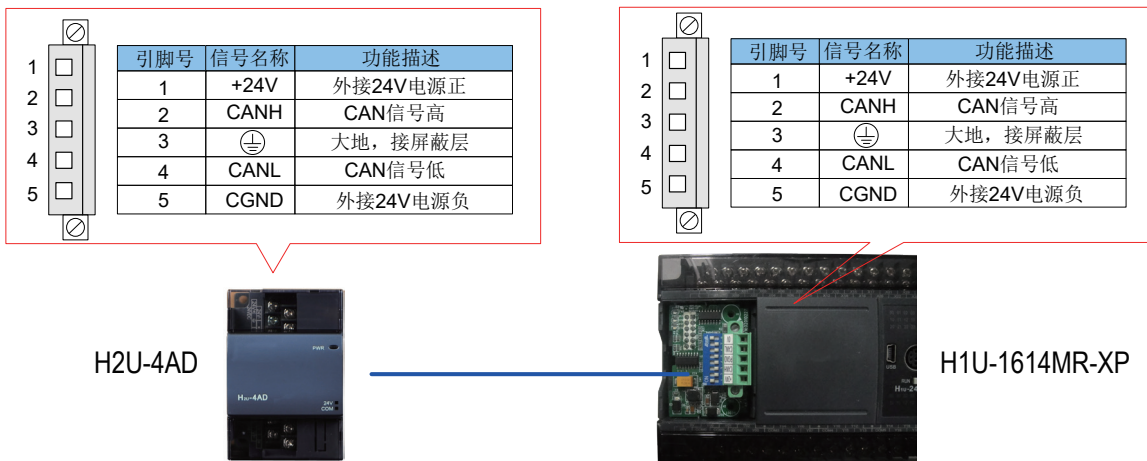 引脚号 信号名称 功能描述
1 1 +24V 外接24V电源正
2 2 CANH CAN信号高
3 3 大地，接屏蔽层
4 4 CANL CAN信号低
5 5 CGND 外接24V电源负
引脚号 信号名称 功能描述
1 1 +24V 外接24V电源正
2 2 CANH CAN信号高
3 3 大地，接屏蔽层
4 4 CANL CAN信号低
5 5 CGND 外接24V电源负
H2U-4AD
PWR
H2U-4AD
24V
COM
USB
RUN
H1U-24
H1U-1614MR-XP